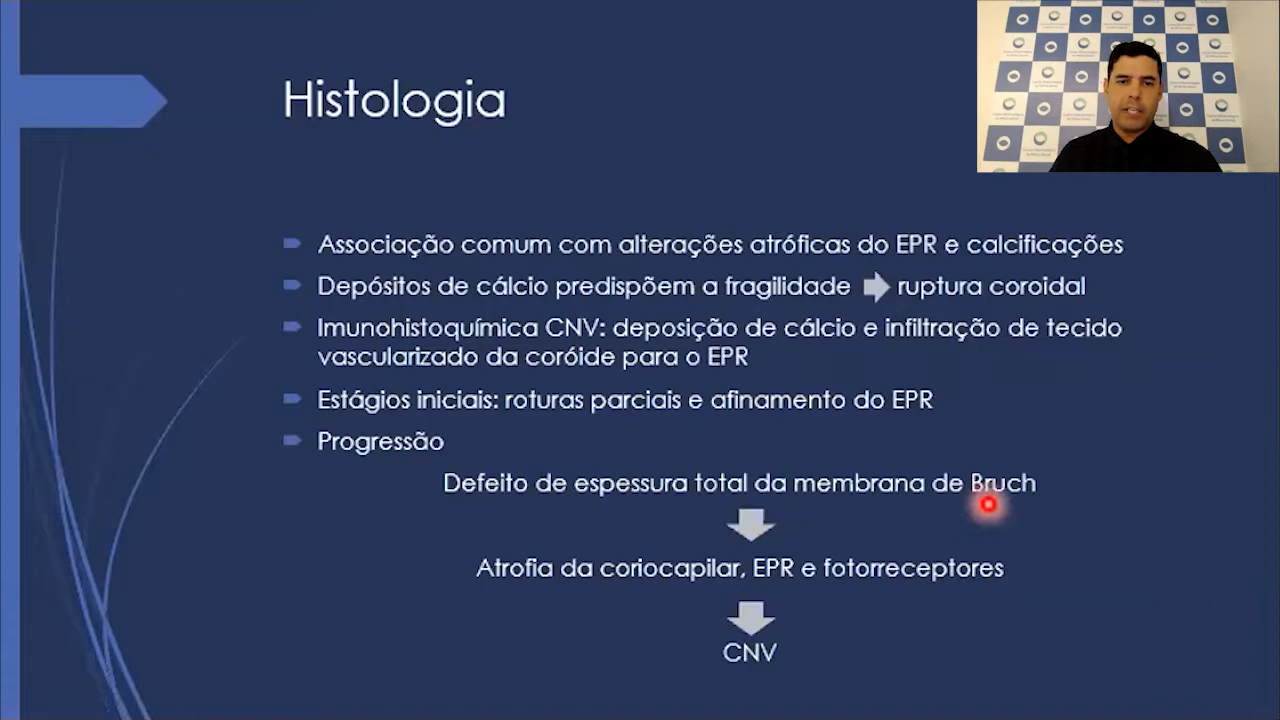 Histologia
Associação comum com alterações atróficas do EPR e calcificações
Depósitos de cálcio predispõem a fragilidade ruptura coroidal
Imunohistoquímica CNV: deposição de cálcio e infiltração de tecido
vascularizado da coróide para o EPR
Estágios iniciais: roturas parciais e afinamento do EPR
Progressão
Defeito de espessura total da membrana de Bruch
Atrofia da coriocapilar, EPR e fotorreceptores
CNV